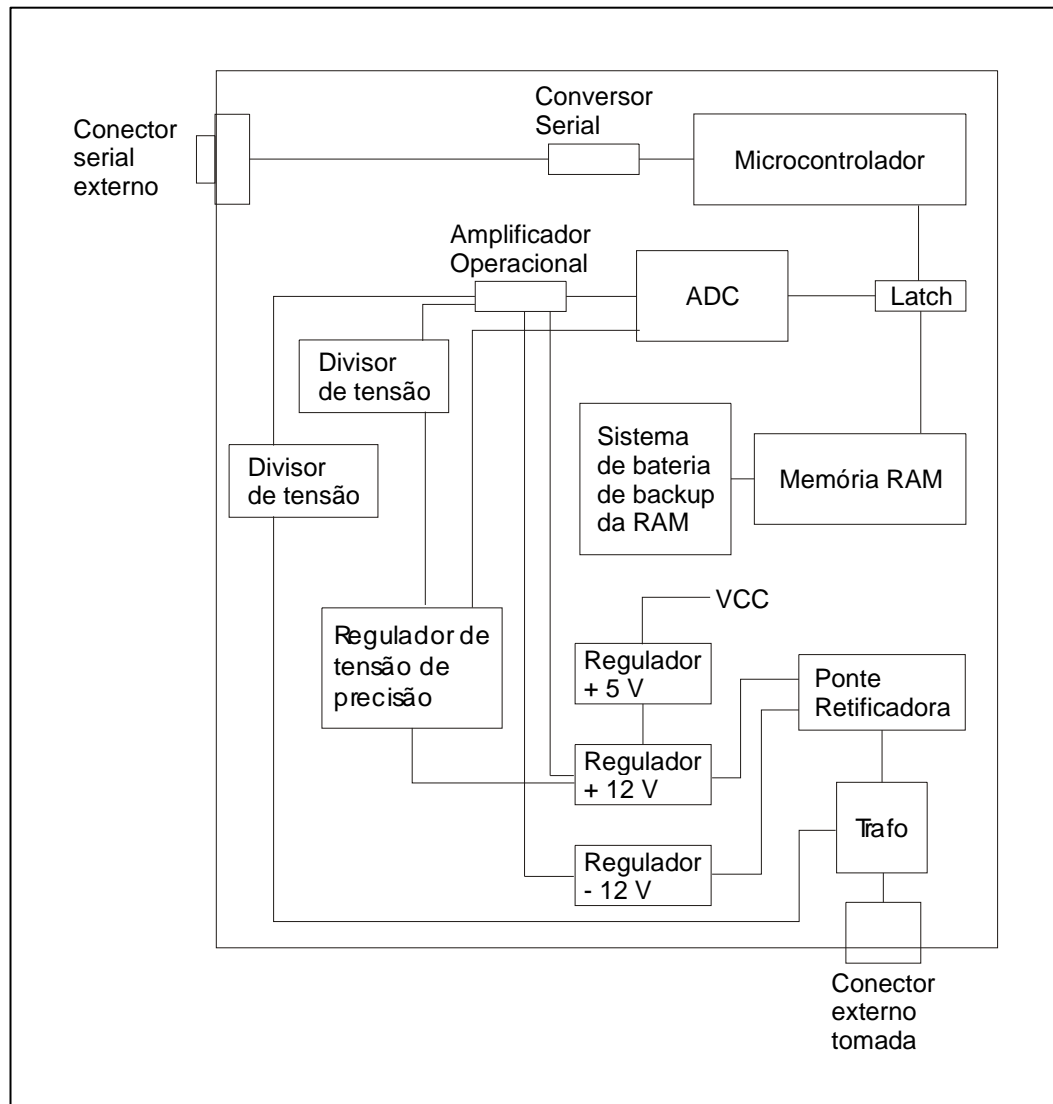 Conversor
Serial
Conector
serial
externo
Microcontrolador
Amplificador
Operacional
ADC
Latch
Divisor
de tensão
Divisor
de tensão
Sistema
de bateria
de backup
da RAM
Memória RAM
VCC
Regulador de
tensão de
precisão
Regulador
+ 5 V
Ponte
Retificadora
Regulador
+ 12 V
Trafo
Regulador
- 12 V
Conector
externo
tomada